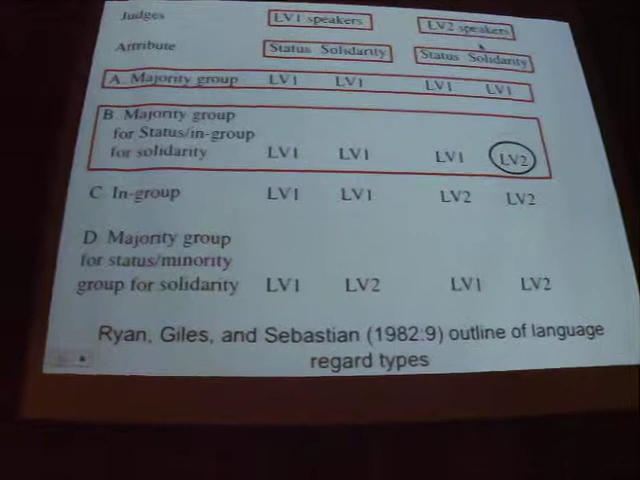 Judges LV1 speakers LV2 speakers
Attribute Status Solidarity Status Solidarity
A. Majority group LV1 LV1 LV1 LV1
B. Majority group
for Status/in-group
for solidarity LV1 LV1 LV1 LV2
C. In-group LV1 LV1 LV2 LV2
D. Majority group
for status/minority
group for solidarity LV1 LV2 LV1 LV2
Ryan, Giles, and Sebastian (1982:9) outline of language
regard types